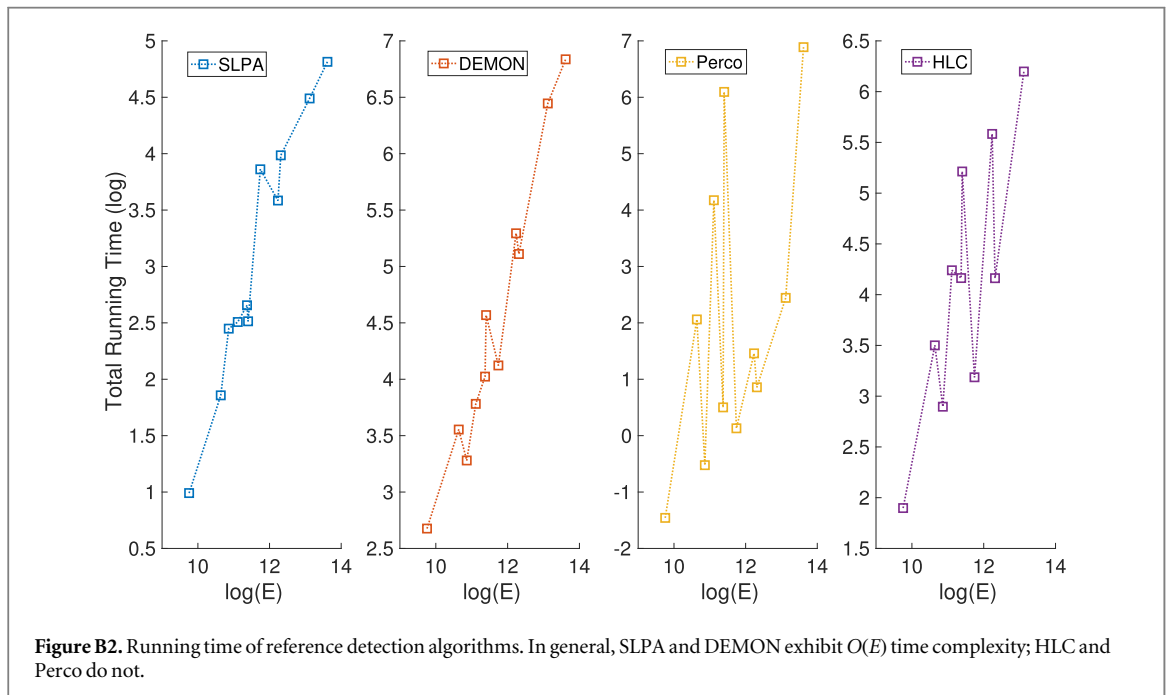 SLPA
DEMON
Perco
HLC
Total Running Time (log)
5
4.5
4
3.5
3
2.5
2
1.5
1
0.5
10 12 14
log(E)
7
6.5
6
5.5
5
4.5
4
3.5
3
2.5
10 12 14
log(E)
7
6
5
4
3
2
1
0
-1
-2
10 12 14
log(E)
6.5
6
5.5
5
4.5
4
3.5
3
2.5
2
1.5
10 12 14
log(E)
Figure B2. Running time of reference detection algorithms. In general, SLPA and DEMON exhibit O(E) time complexity; HLC and
Perco do not.